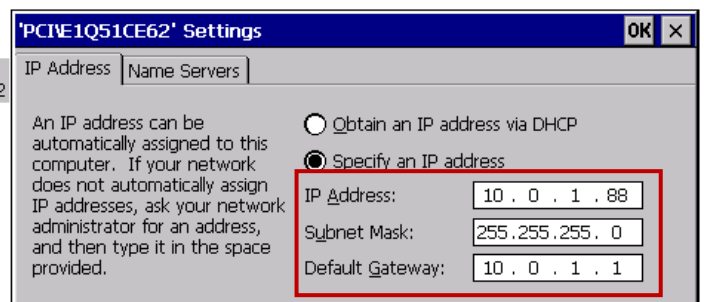 'PCI\E1Q51CE62' Settings
OK ×
IP Address
Name Servers
2
An IP address can be
automatically assigned to this
computer. If your network
does not automatically assign
IP addresses, ask your network
administrator for an address,
and then type it in the space
provided.
Obtain an IP address via DHCP
Specify an IP address
IP Address: 10 . 0 . 1 . 88
Subnet Mask: 255.255.255. 0
Default Gateway: 10 . 0 . 1 . 1